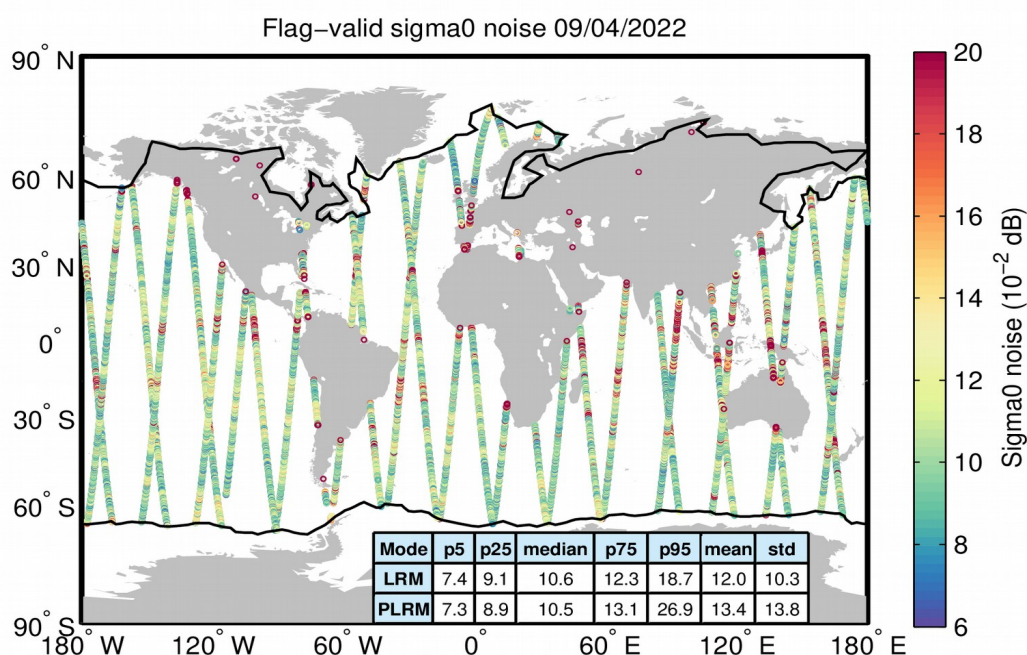 Flag−valid sigma0 noise 09/04/2022
90° N
60° N
30° N
0°
30° S
60° S
90° S
180° W
120° W
60° W
0°
60° E
120° E
180° E
Mode p5 p25 median p75 p95 mean std
LRM 7.4 9.1 10.6 12.3 18.7 12.0 10.3
PLRM 7.3 8.9 10.5 13.1 26.9 13.4 13.8
20
18
16
14
12
10
8
6
Sigma0 noise (10⁻² dB)